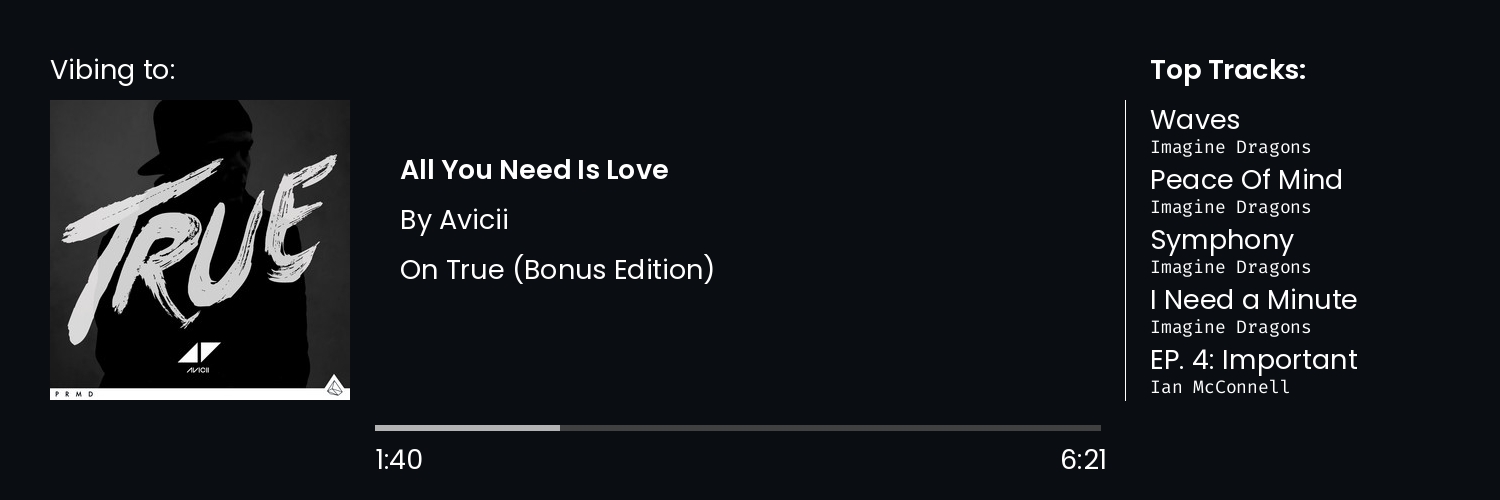 Vibing to:
TRUE
AVICII
PRMD
All You Need Is Love
By Avicii
On True (Bonus Edition)
1:40
6:21
Top Tracks:
Waves
Imagine Dragons
Peace Of Mind
Imagine Dragons
Symphony
Imagine Dragons
I Need a Minute
Imagine Dragons
EP. 4: Important
Ian McConnell